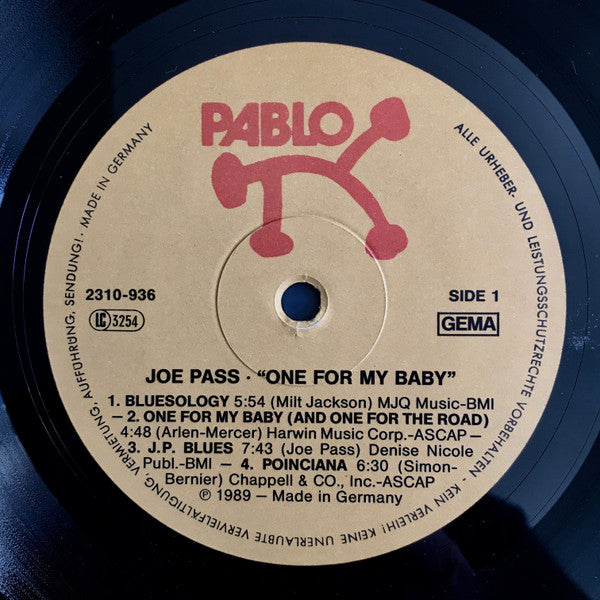 PABLO
ALLE URHEBER- UND LEISTUNGSSCHUTZRECHTE VORBEHALTEN - KEIN VERLEIH! KEINE UNERLAUBTE VERVIELFÄLTIGUNG, VERMIETUNG, AUFFÜHRUNG, SENDUNG! · MADE IN GERMANY
2310-936
SIDE 1
LC 3254
GEMA
JOE PASS · “ONE FOR MY BABY”
1. BLUESOLOGY 5:54 (Milt Jackson) MJQ Music-BMI
— 2. ONE FOR MY BABY (AND ONE FOR THE ROAD)
4:48 (Arlen-Mercer) Harwin Music Corp.-ASCAP —
3. J.P. BLUES 7:43 (Joe Pass) Denise Nicole
Publ.-BMI — 4. POINCIANA 6:30 (Simon-
Bernier) Chappell & CO., Inc.-ASCAP
℗ 1989 — Made in Germany